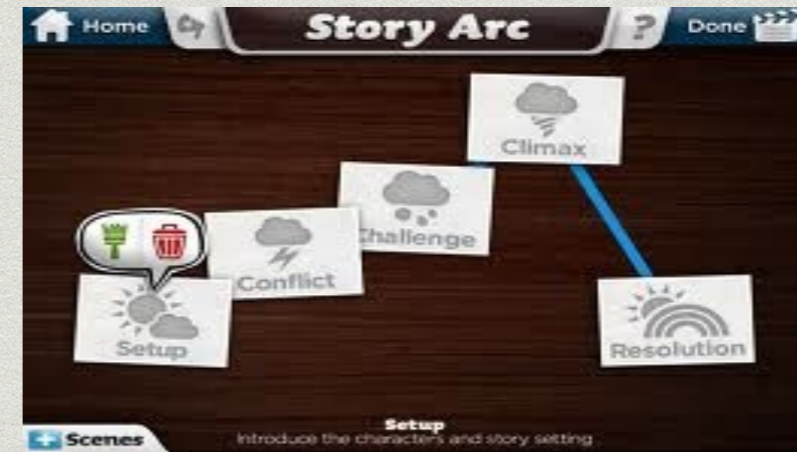 Home
Story Arc
?
Done
Climax
Challenge
Conflict
Setup
Resolution
Setup
Introduce the characters and story setting
+ Scenes